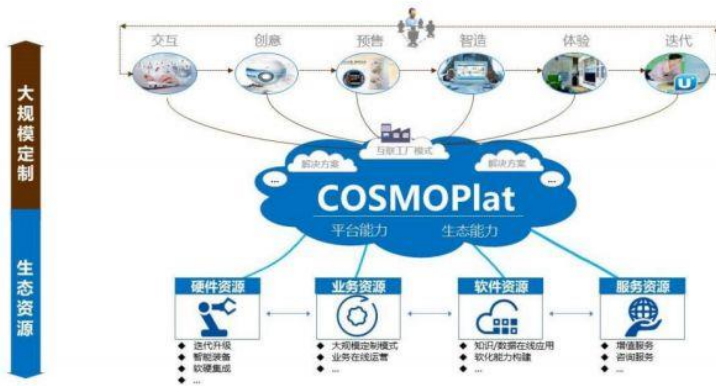 交互 创意 预售 智造 体验 迭代
大规模定制
互联工厂模式
解决方案 解决方案
... ...
COSMOPlat
平台能力 生态能力
生态资源
硬件资源 业务资源 软件资源 服务资源
◆ 迭代升级 ◆ 大规模定制模式 ◆ 知识/数据在线应用 ◆ 增值服务
◆ 智能装备 ◆ 业务在线运营 ◆ 软化能力构建 ◆ 咨询服务
◆ 软硬集成 ◆ ... ◆ ... ◆ ...
◆ ...